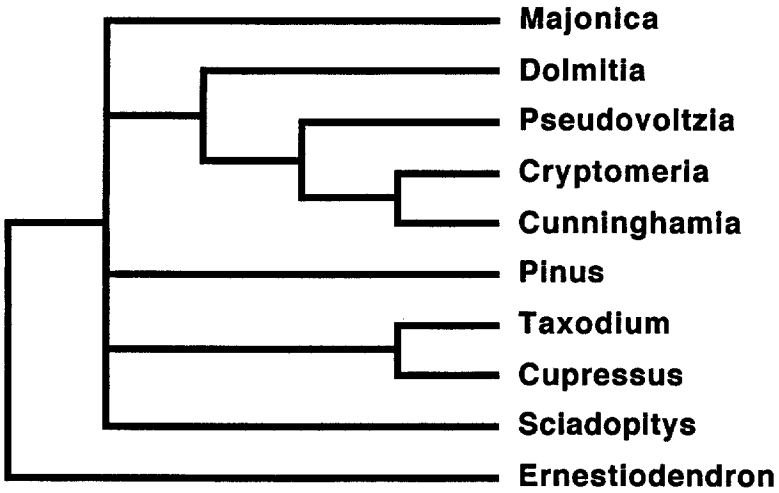 Majonica
Dolmitia
Pseudovoltzia
Cryptomeria
Cunninghamia
Pinus
Taxodium
Cupressus
Sciadopitys
Ernestiodendron